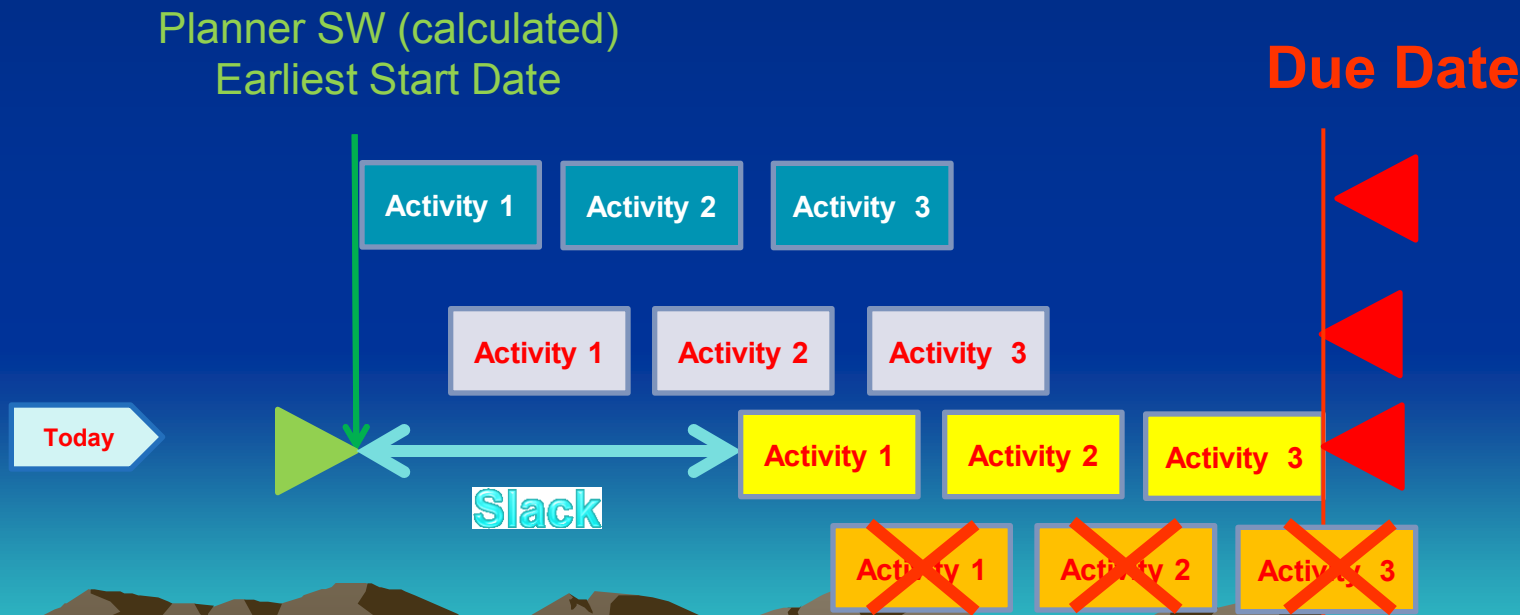 Planner SW (calculated)
Earliest Start Date
Due Date
Activity 1
Activity 2
Activity 3
Activity 1
Activity 2
Activity 3
Today
Activity 1
Activity 2
Activity 3
Slack
Activity 1
Activity 2
Activity 3